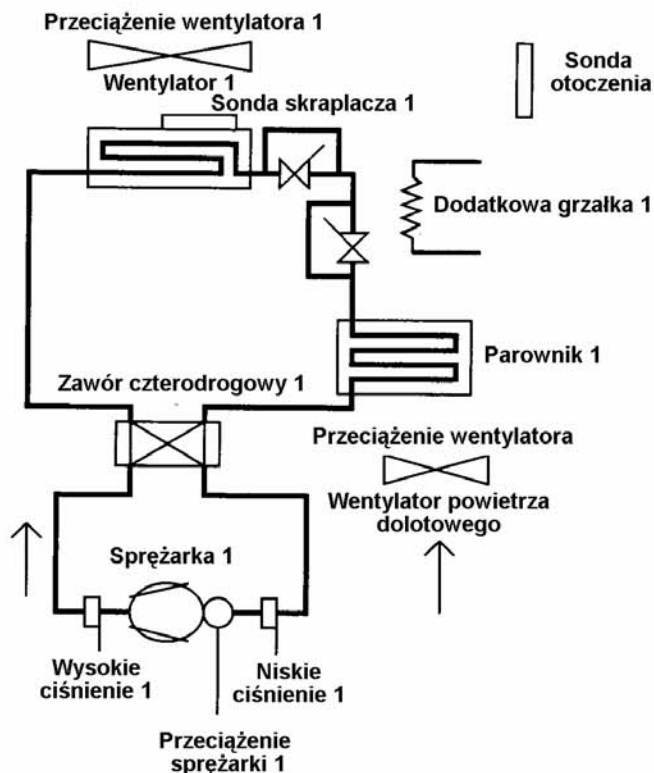 Przeciążenie wentylatora 1
Wentylator 1
Sonda skraplacza 1
Sonda
otoczenia
Dodatkowa grzałka 1
Parownik 1
Zawór czterodrogowy 1
Przeciążenie wentylatora
Wentylator powietrza
dolotowego
Sprężarka 1
Wysokie
ciśnienie 1
Niskie
ciśnienie 1
Przeciążenie
sprężarki 1